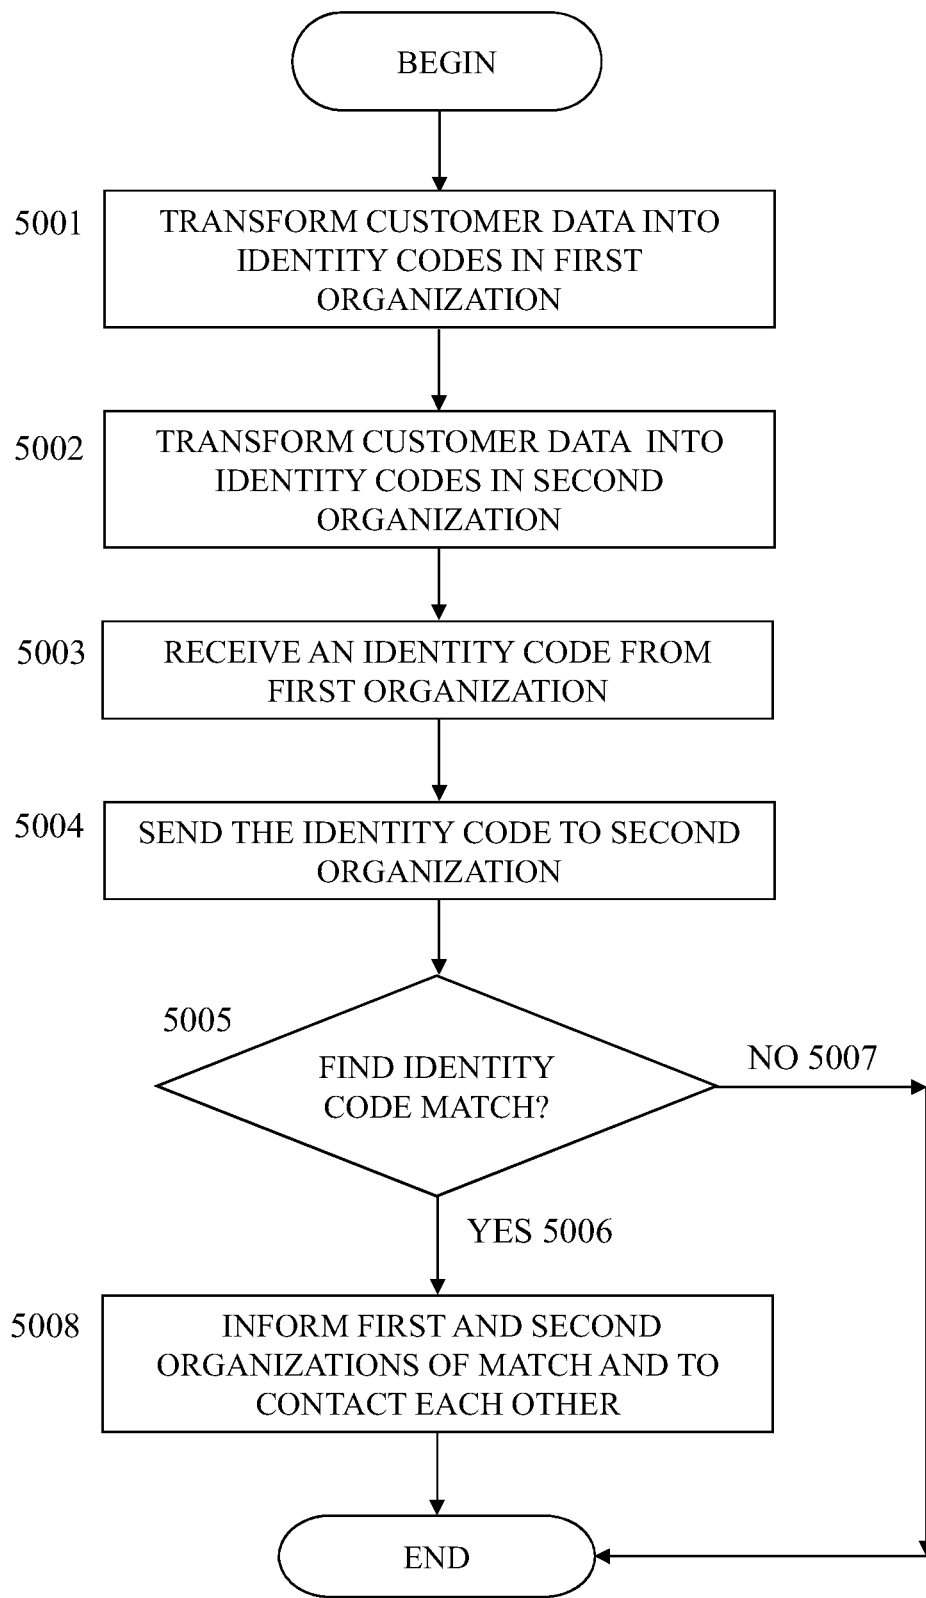 BEGIN
5001
TRANSFORM CUSTOMER DATA INTO
IDENTITY CODES IN FIRST
ORGANIZATION
5002
TRANSFORM CUSTOMER DATA INTO
IDENTITY CODES IN SECOND
ORGANIZATION
5003
RECEIVE AN IDENTITY CODE FROM
FIRST ORGANIZATION
5004
SEND THE IDENTITY CODE TO SECOND
ORGANIZATION
5005
FIND IDENTITY
CODE MATCH?
NO 5007
YES 5006
5008
INFORM FIRST AND SECOND
ORGANIZATIONS OF MATCH AND TO
CONTACT EACH OTHER
END